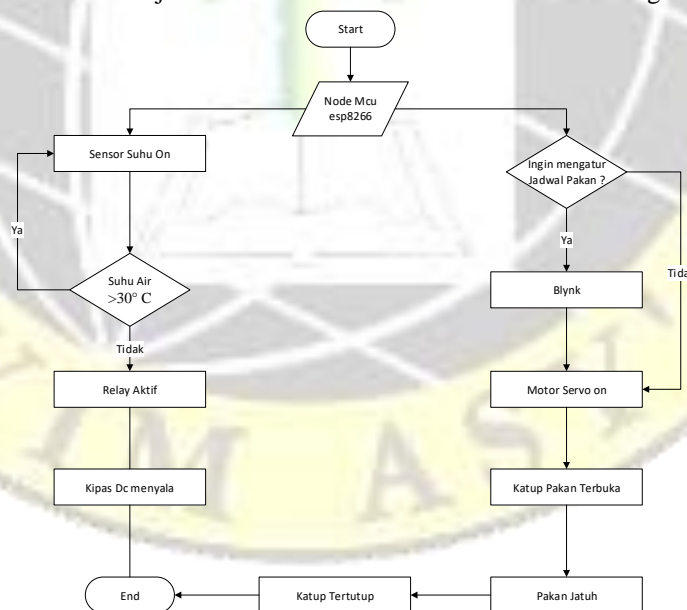 Start
Node Mcu
esp8266
Sensor Suhu On
Ingin mengatur
Jadwal Pakan ?
Ya
Ya
Suhu Air
>30° C
Blynk
Tidak
Relay Aktif
Motor Servo on
Kipas Dc menyala
Katup Pakan Terbuka
End
Katup Tertutup
Pakan Jatuh